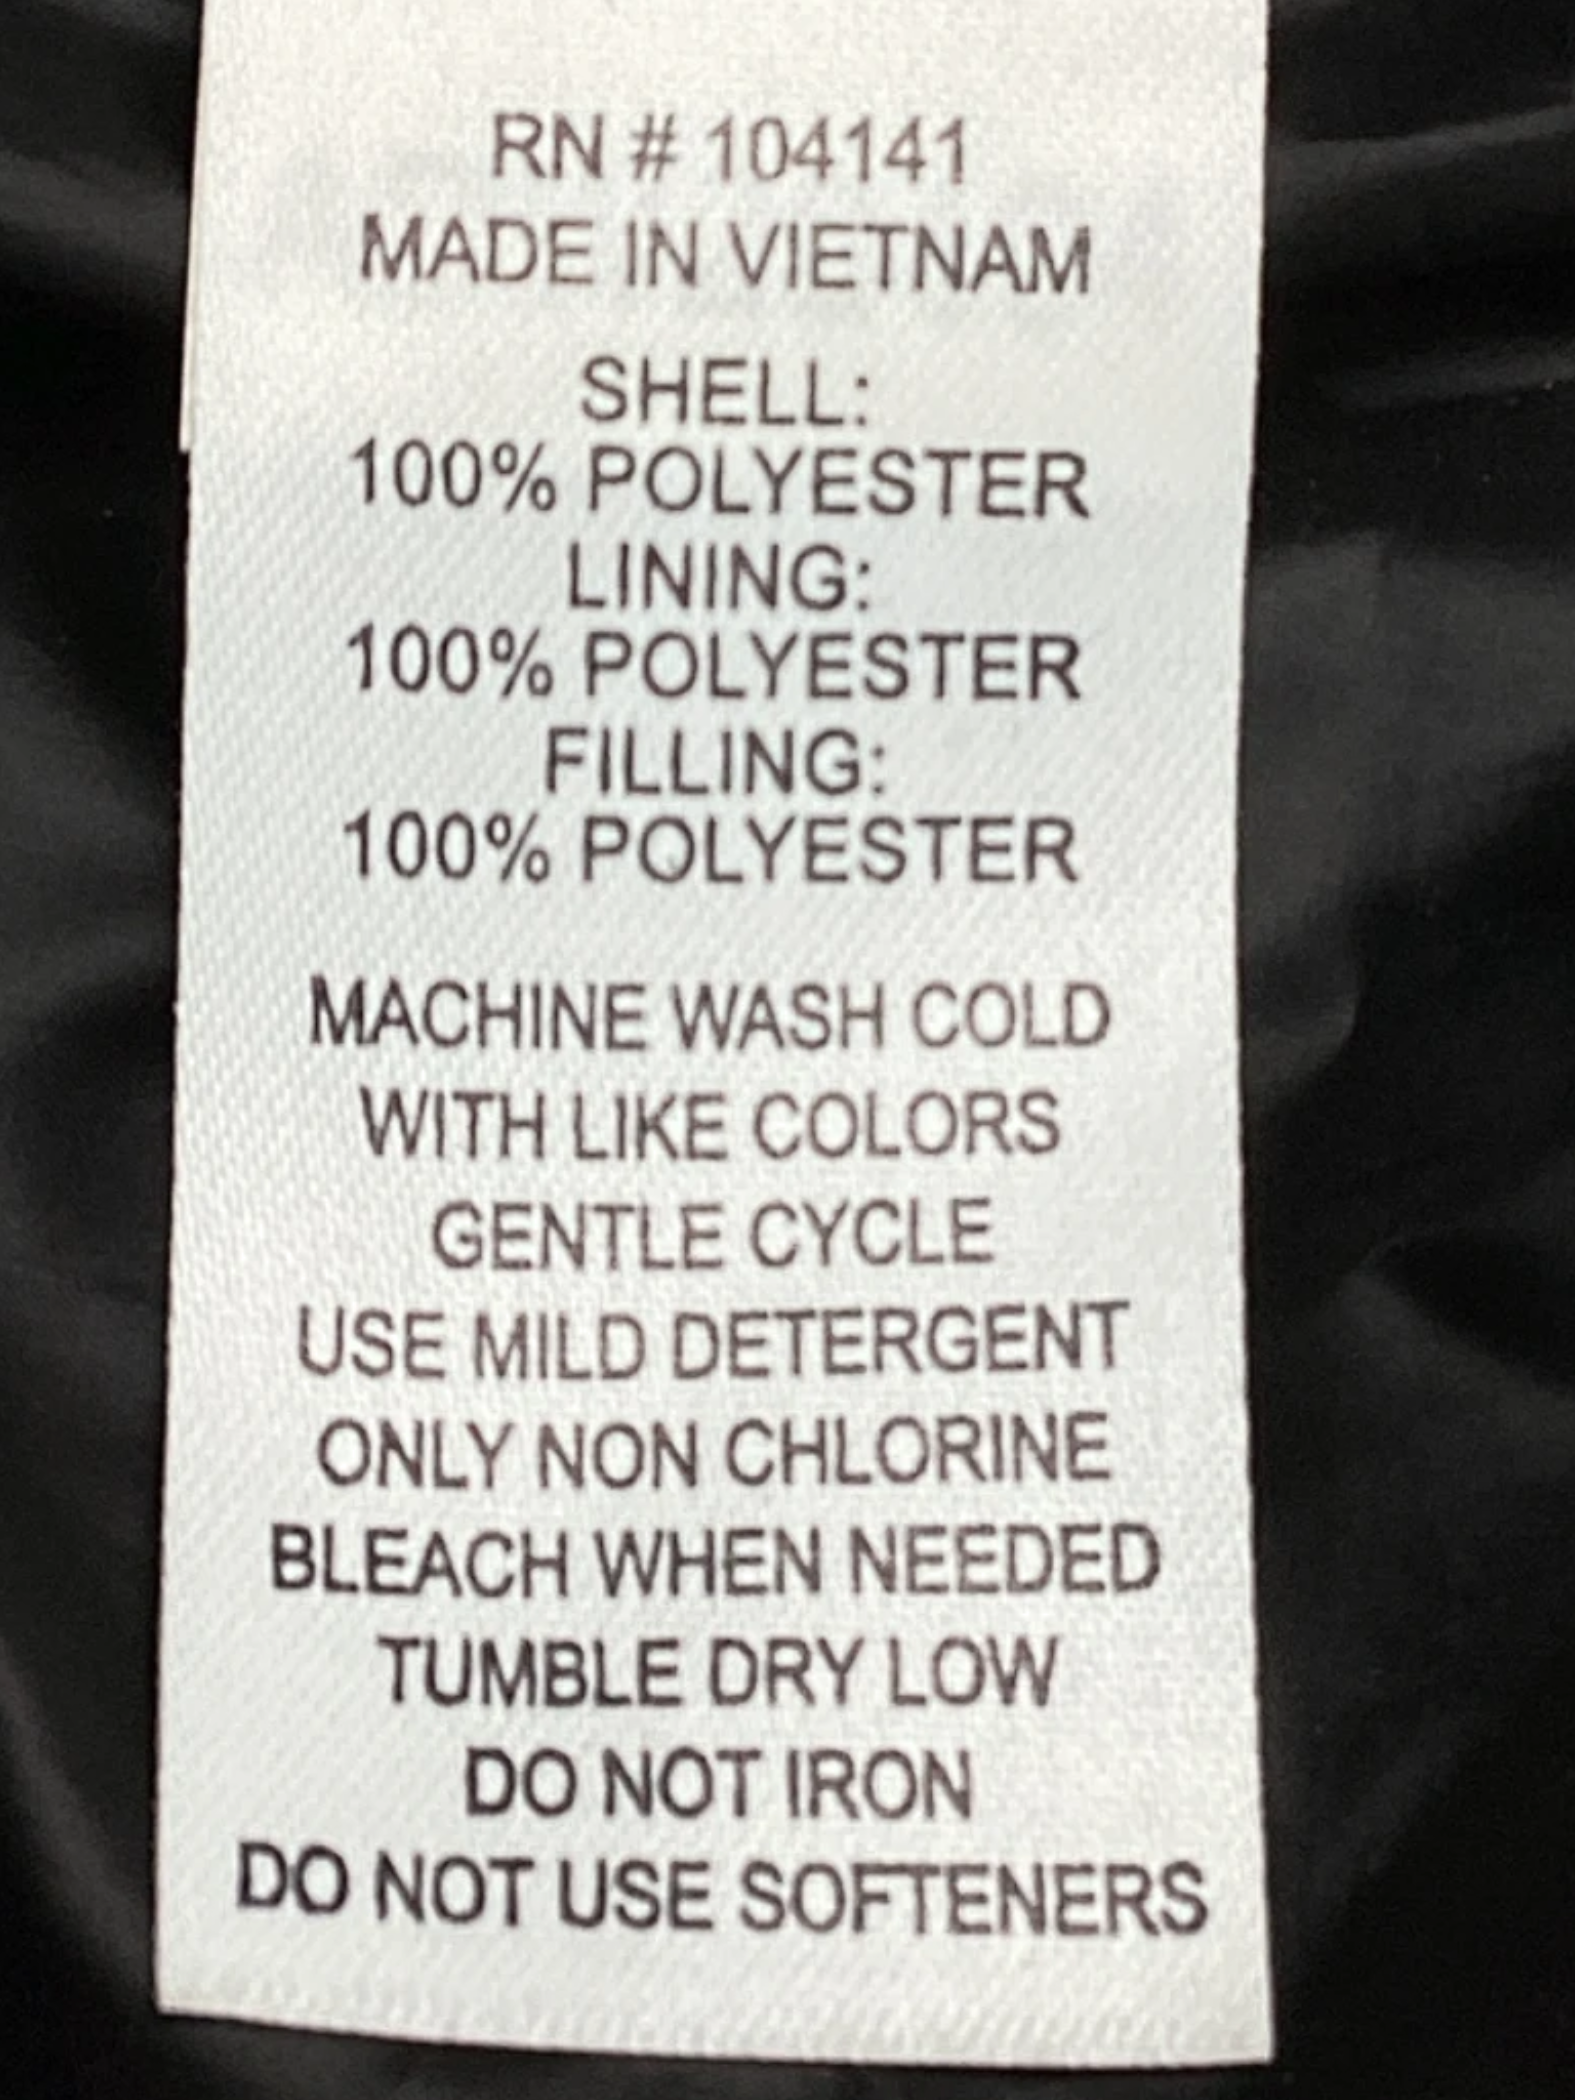 RN # 104141
MADE IN VIETNAM
SHELL:
100% POLYESTER
LINING:
100% POLYESTER
FILLING:
100% POLYESTER
MACHINE WASH COLD
WITH LIKE COLORS
GENTLE CYCLE
USE MILD DETERGENT
ONLY NON CHLORINE
BLEACH WHEN NEEDED
TUMBLE DRY LOW
DO NOT IRON
DO NOT USE SOFTENERS